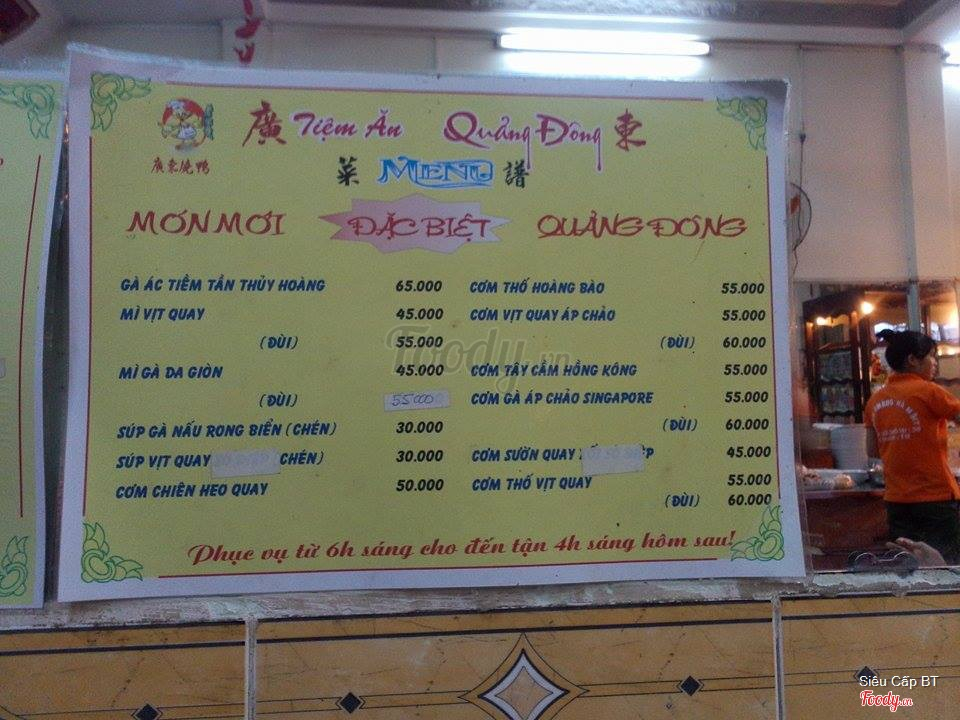 廣 Tiệm Ăn Quảng Đông 東
廣東燒鴨
菜 MENU 譜
MÓN MỚI ĐẶC BIỆT QUẢNG ĐÔNG
GÀ ÁC TIỀM TẦN THỦY HOÀNG 65.000
MÌ VỊT QUAY 45.000
(ĐÙI) 55.000
MÌ GÀ DA GIÒN 45.000
(ĐÙI) 55000
SÚP GÀ NẤU RONG BIỂN (CHÉN) 30.000
SÚP VỊT QUAY CHÉN) 30.000
CƠM CHIÊN HEO QUAY 50.000
CƠM THỐ HOÀNG BÀO 55.000
CƠM VỊT QUAY ÁP CHẢO 55.000
(ĐÙI) 60.000
CƠM TÂY CẦM HỒNG KÔNG 55.000
CƠM GÀ ÁP CHẢO SINGAPORE 55.000
(ĐÙI) 60.000
CƠM SƯỜN QUAY 45.000
CƠM THỐ VỊT QUAY 55.000
(ĐÙI) 60.000
Phục vụ từ 6h sáng cho đến tận 4h sáng hôm sau!
Foody.vn
Siêu Cấp BT
Foody.vn